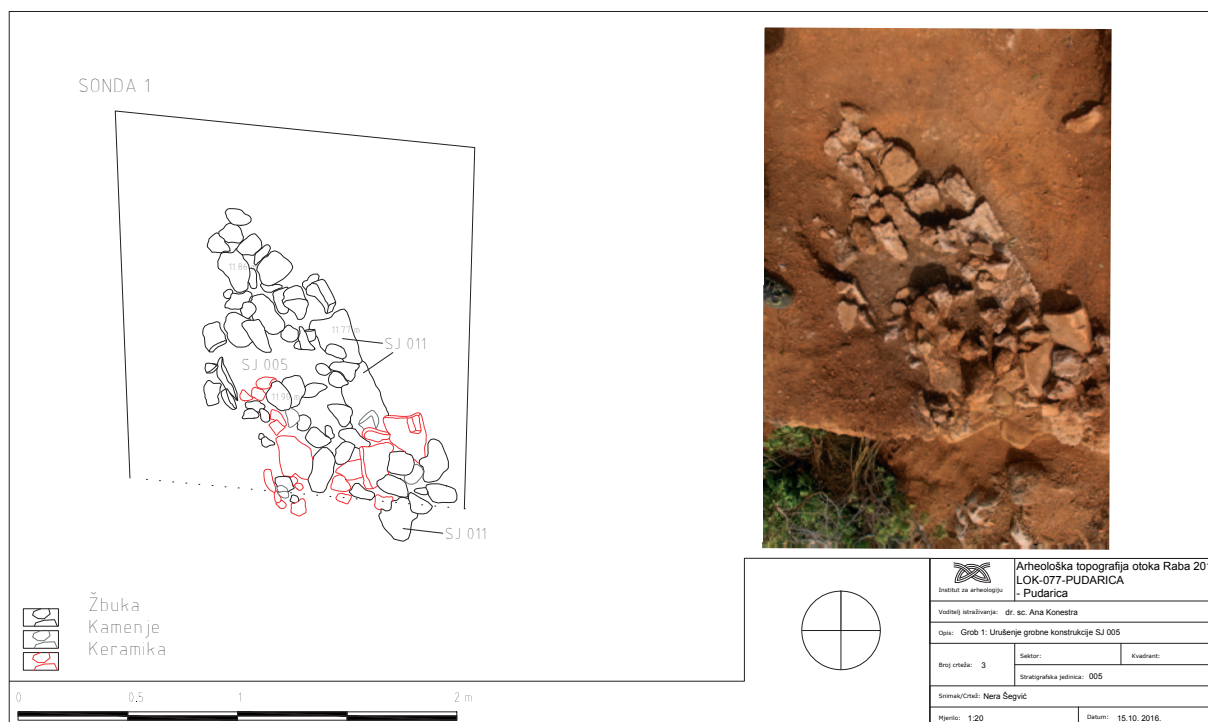 SONDA 1
11.86
11.77 m
SJ 011
SJ 005
SJ 011
Žbuka
Kamenje
Keramika
0 0.5 1 2 m
Institut za arheologiju
Arheološka topografija otoka Raba 201
LOK-077-PUDARICA
- Pudarica
Voditelj istraživanja: dr. sc. Ana Konestra
Opis: Grob 1: Urušenje grobne konstrukcije SJ 005
Broj crteža: 3
Sektor: Kvadrant:
Stratigrafska jedinica: 005
Snimak/Crtež: Nera Šegvić
Mjerilo: 1:20 Datum: 15.10. 2016.